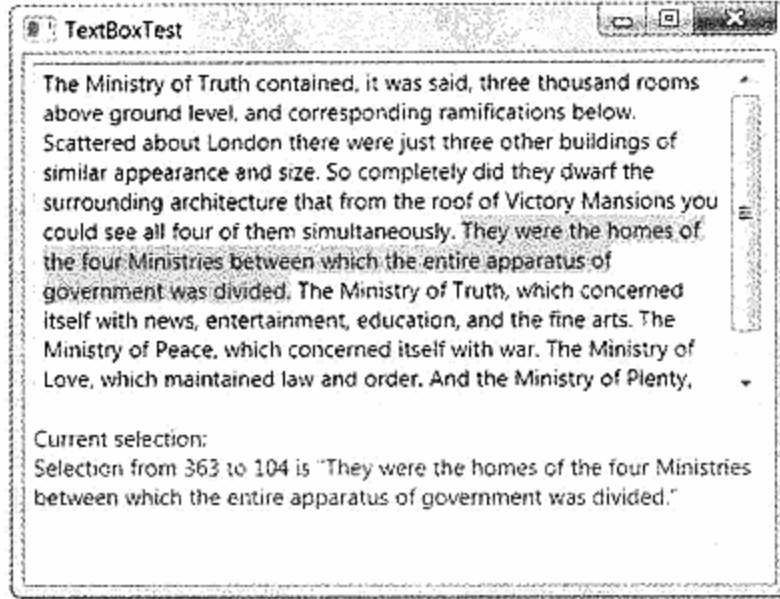 TextBoxTest
The Ministry of Truth contained, it was said, three thousand rooms
above ground level, and corresponding ramifications below.
Scattered about London there were just three other buildings of
similar appearance and size. So completely did they dwarf the
surrounding architecture that from the roof of Victory Mansions you
could see all four of them simultaneously. They were the homes of
the four Ministries between which the entire apparatus of
government was divided. The Ministry of Truth, which concerned
itself with news, entertainment, education, and the fine arts. The
Ministry of Peace, which concerned itself with war. The Ministry of
Love, which maintained law and order. And the Ministry of Plenty,
Current selection:
Selection from 363 to 104 is "They were the homes of the four Ministries
between which the entire apparatus of government was divided."